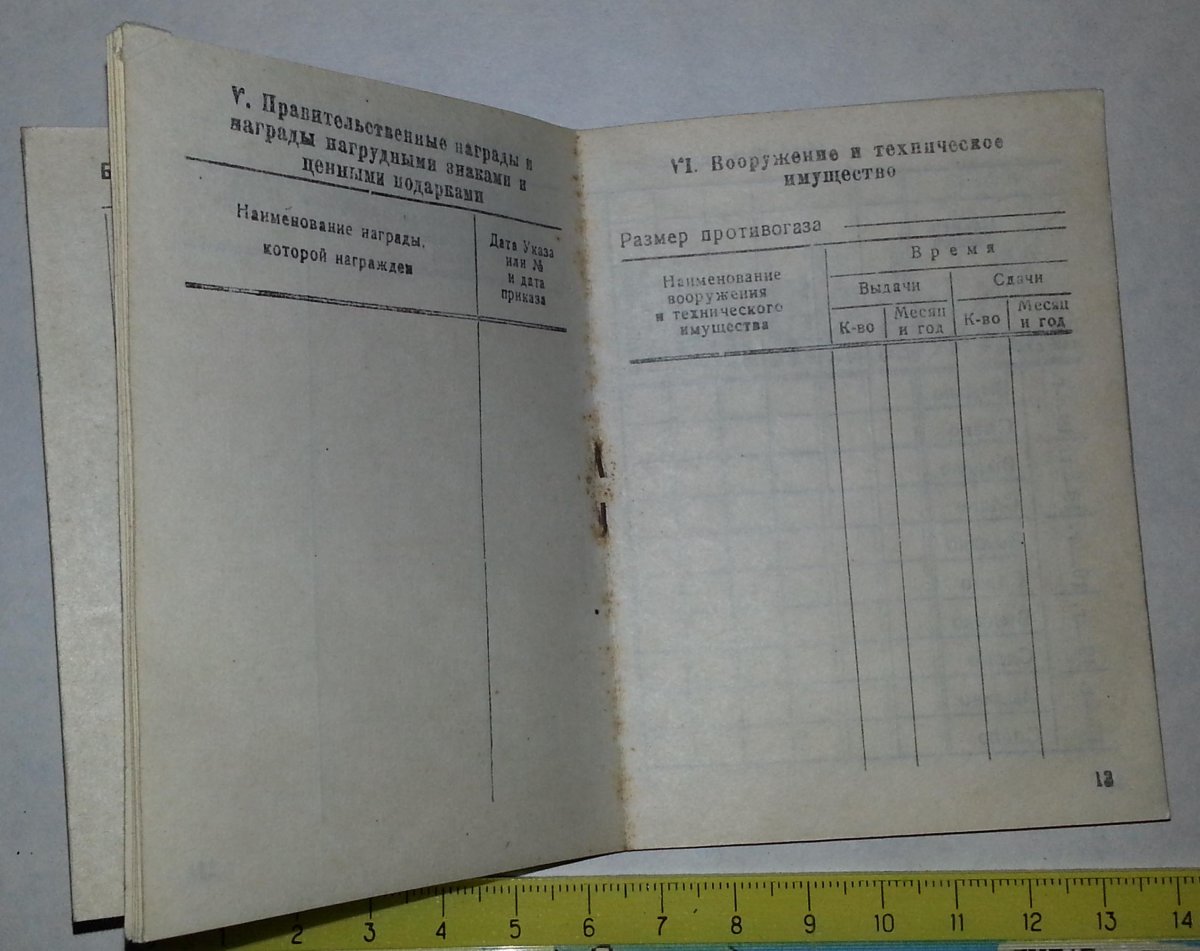 V. Правительственные награды и
награды нагрудными знаками и
ценными подарками
Наименование награды,
которой награжден
Дата Указа
или №
и дата
приказа
VI. Вооружение и техническое
имущество
Размер противогаза
Наименование
вооружения
и технического
имущества
Время
Выдачи
Сдачи
К-во
Месяц
и год
К-во
Месяц
и год
13
2 3 4 5 6 7 8 9 10 11 12 13 14